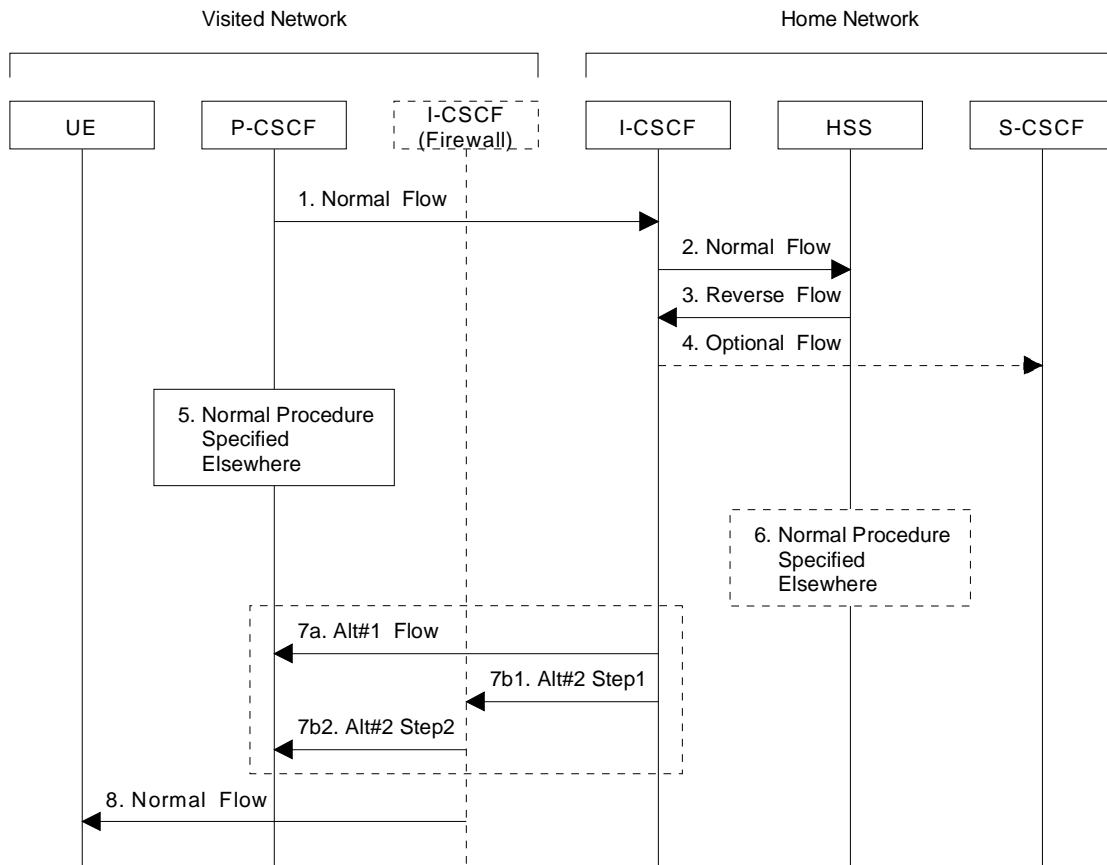 Visited Network
Home Network
UE
P-CSCF
I-CSCF
(Firewall)
I-CSCF
HSS
S-CSCF
1. Normal Flow
2. Normal Flow
3. Reverse Flow
4. Optional Flow
5. Normal Procedure
Specified
Elsewhere
6. Normal Procedure
Specified
Elsewhere
7a. Alt#1 Flow
7b1. Alt#2 Step1
7b2. Alt#2 Step2
8. Normal Flow